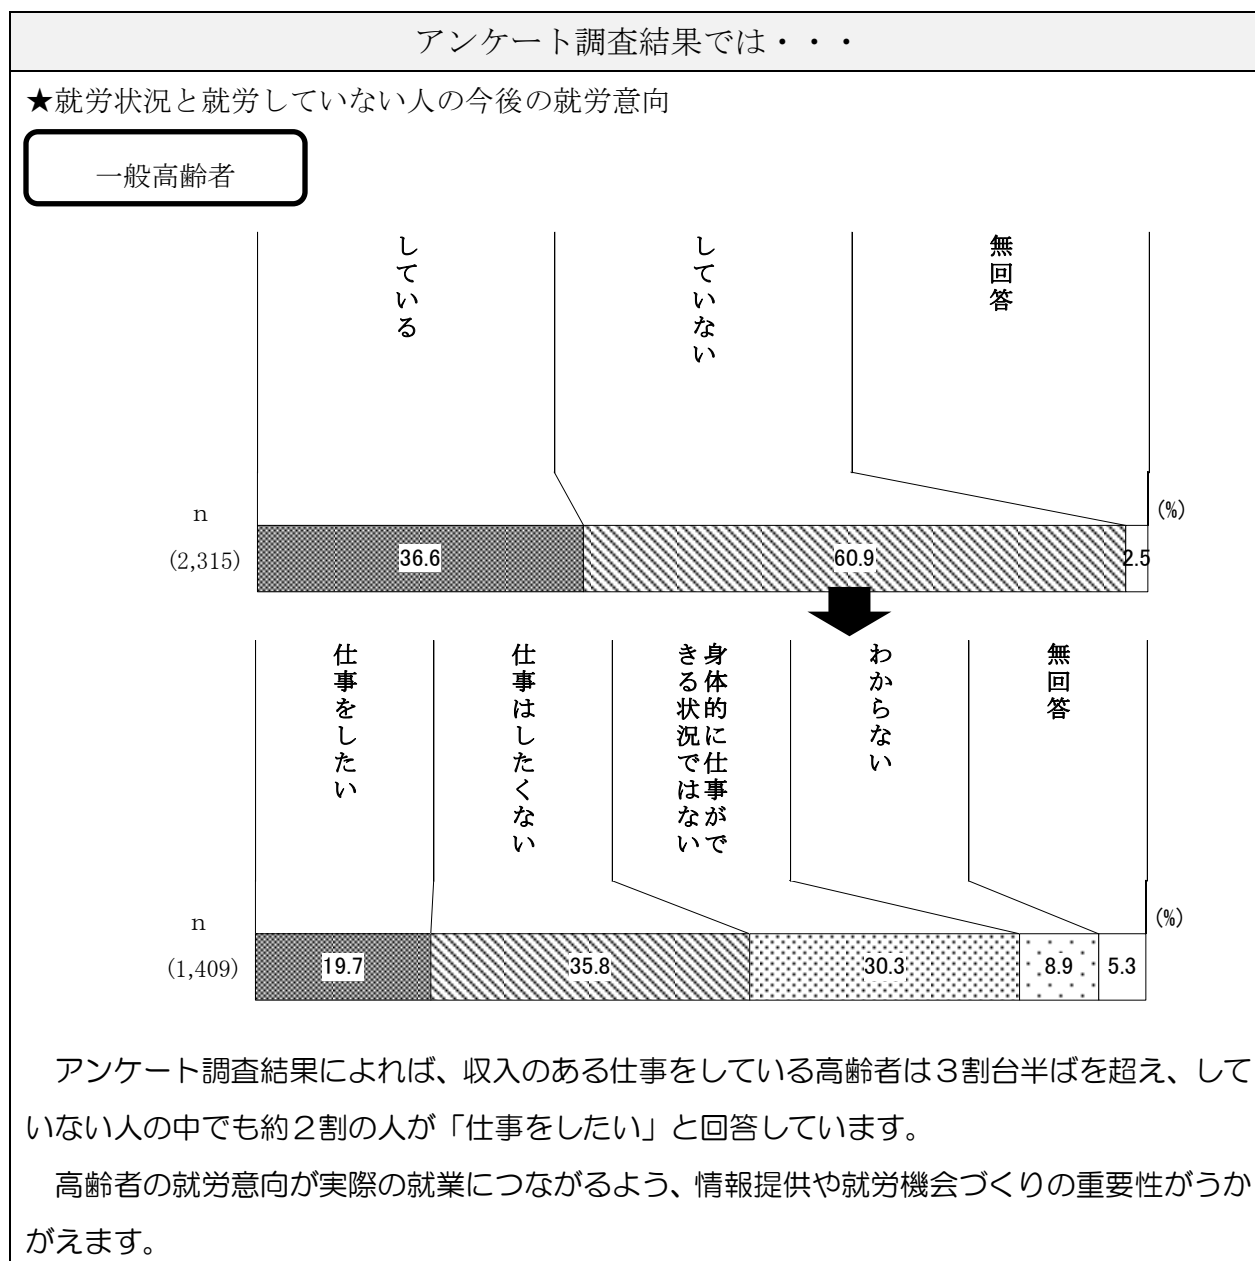 アンケート調査結果では・・・
★就労状況と就労していない人の今後の就労意向
一般高齢者
している
していない
無回答
(%)
n
(2,315)
36.6
60.9
2.5
仕事をしたい
仕事はしたくない
身体的に仕事がで
きる状況ではない
わからない
無回答
(%)
n
(1,409)
19.7
35.8
30.3
8.9
5.3
アンケート調査結果によれば、収入のある仕事をしている高齢者は３割台半ばを超え、して
いない人の中でも約２割の人が「仕事をしたい」と回答しています。
高齢者の就労意向が実際の就業につながるよう、情報提供や就労機会づくりの重要性がうか
がえます。